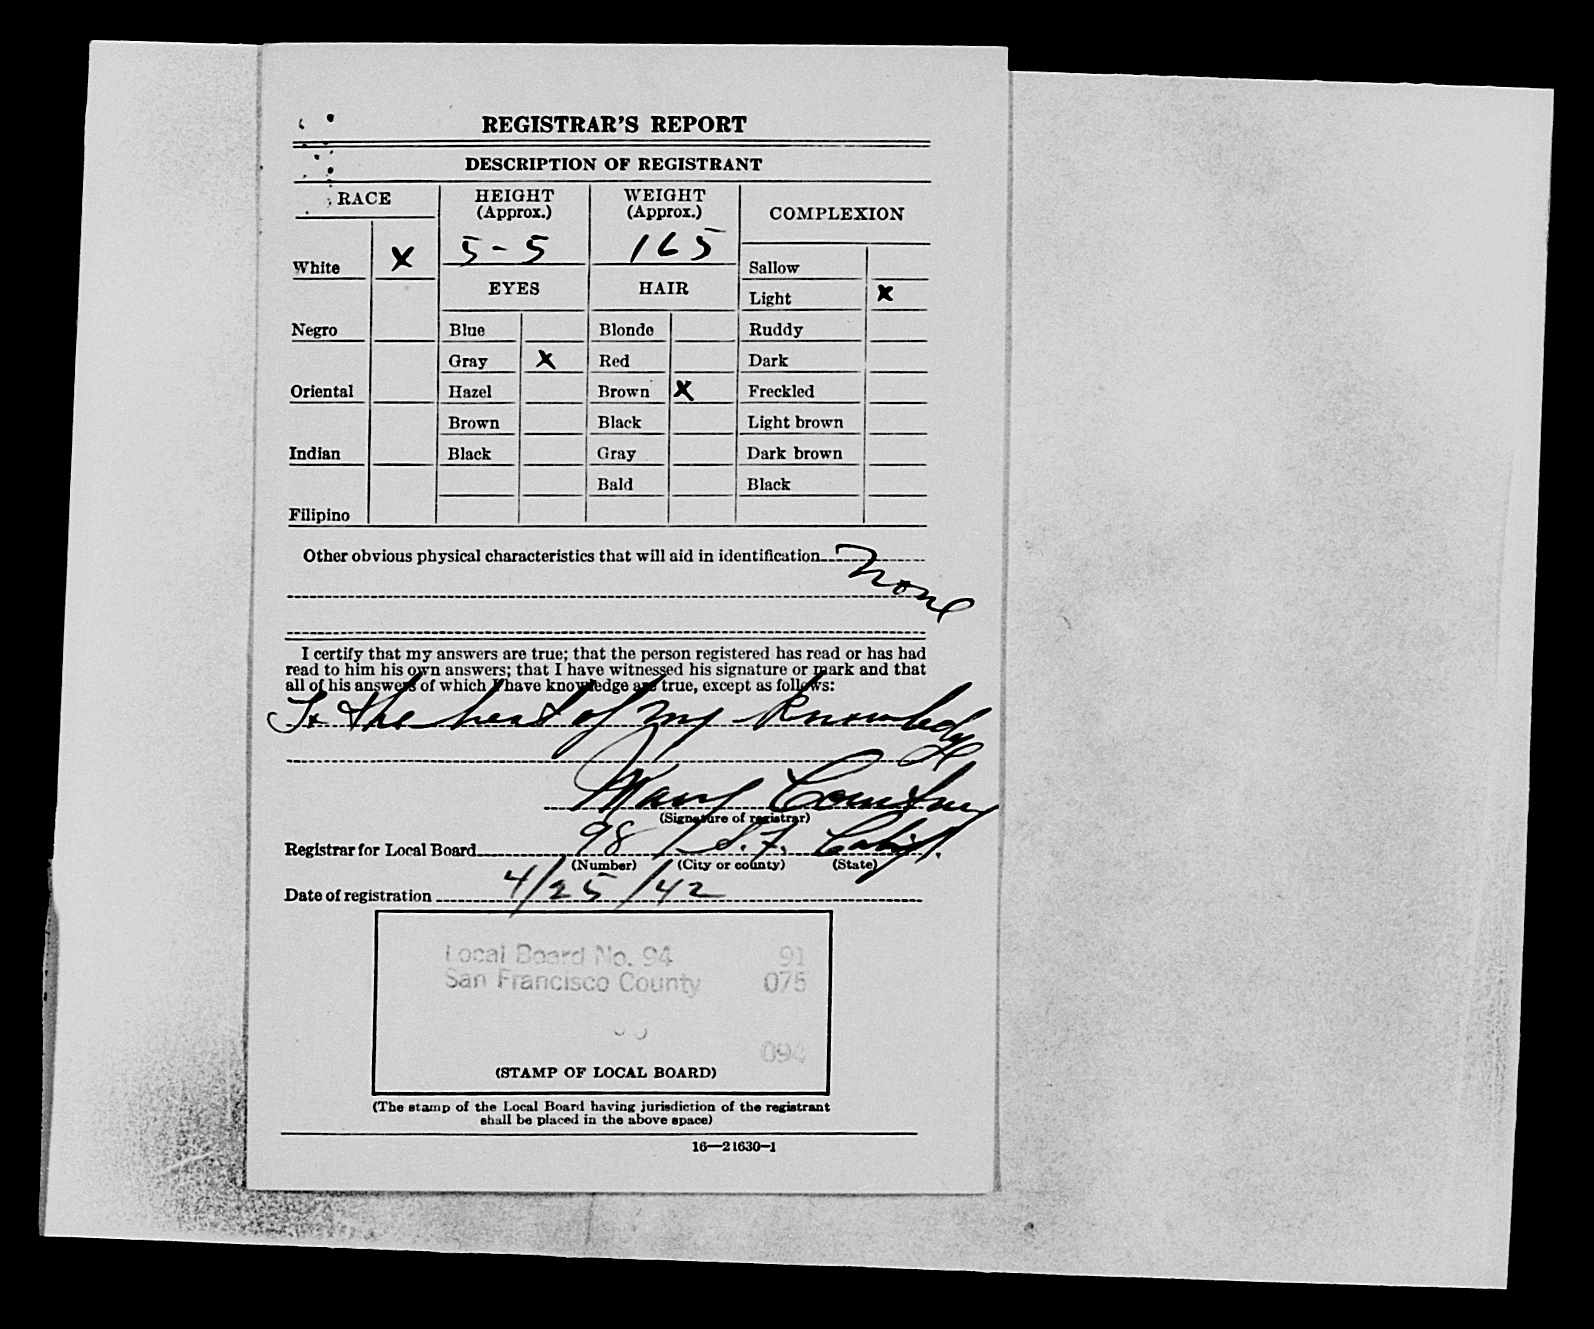 REGISTRAR'S REPORT
DESCRIPTION OF REGISTRANT
RACE
HEIGHT
(Approx.)
WEIGHT
(Approx.)
COMPLEXION
White X
5-5
165
Sallow
EYES
HAIR
Light X
Negro
Blue
Blonde
Ruddy
Gray X
Red
Dark
Oriental
Hazel
Brown X
Freckled
Brown
Black
Light brown
Indian
Black
Gray
Dark brown
Bald
Black
Filipino
Other obvious physical characteristics that will aid in identification None
I certify that my answers are true; that the person registered has read or has had
read to him his own answers; that I have witnessed his signature or mark and that
all of his answers of which I have knowledge are true, except as follows:
To the best of my knowledge
Mary Courtney
(Signature of registrar)
Registrar for Local Board 98 S.F. Calif.
(Number) (City or county) (State)
Date of registration 4/25/42
Local Board No. 94 91
San Francisco County 075
094
(STAMP OF LOCAL BOARD)
(The stamp of the Local Board having jurisdiction of the registrant
shall be placed in the above space)
16—21630-1